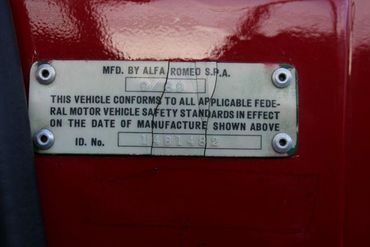 MFD. BY ALFA ROMEO S.P.A.
THIS VEHICLE CONFORMS TO ALL APPLICABLE FEDE-
RAL MOTOR VEHICLE SAFETY STANDARDS IN EFFECT
ON THE DATE OF MANUFACTURE SHOWN ABOVE
ID. No. 1481482